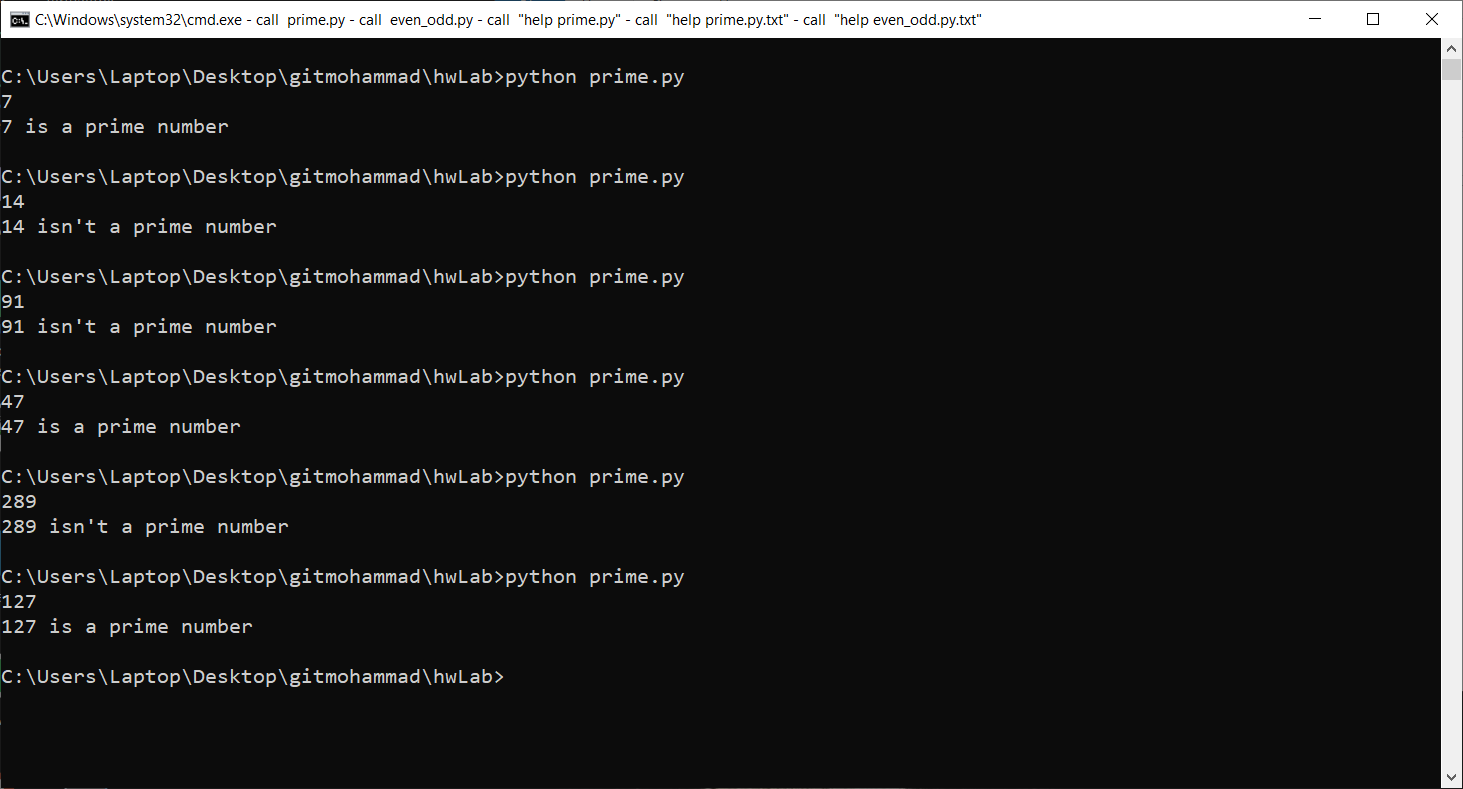 C:\Windows\system32\cmd.exe - call  prime.py - call  even_odd.py - call  "help prime.py" - call  "help prime.py.txt" - call  "help even_odd.py.txt"
C:\Users\Laptop\Desktop\gitmohammad\hwLab>python prime.py
7
7 is a prime number
C:\Users\Laptop\Desktop\gitmohammad\hwLab>python prime.py
14
14 isn't a prime number
C:\Users\Laptop\Desktop\gitmohammad\hwLab>python prime.py
91
91 isn't a prime number
C:\Users\Laptop\Desktop\gitmohammad\hwLab>python prime.py
47
47 is a prime number
C:\Users\Laptop\Desktop\gitmohammad\hwLab>python prime.py
289
289 isn't a prime number
C:\Users\Laptop\Desktop\gitmohammad\hwLab>python prime.py
127
127 is a prime number
C:\Users\Laptop\Desktop\gitmohammad\hwLab>